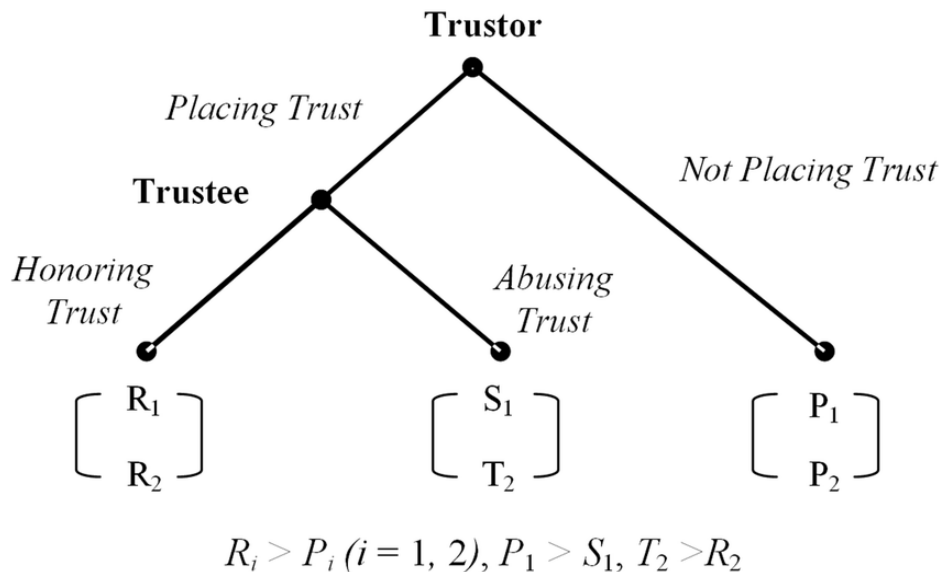 Trustor
Placing Trust
Not Placing Trust
Trustee
Honoring
Trust
Abusing
Trust
R₁
R₂
S₁
T₂
P₁
P₂
Rᵢ > Pᵢ (i = 1, 2), P₁ > S₁, T₂ >R₂